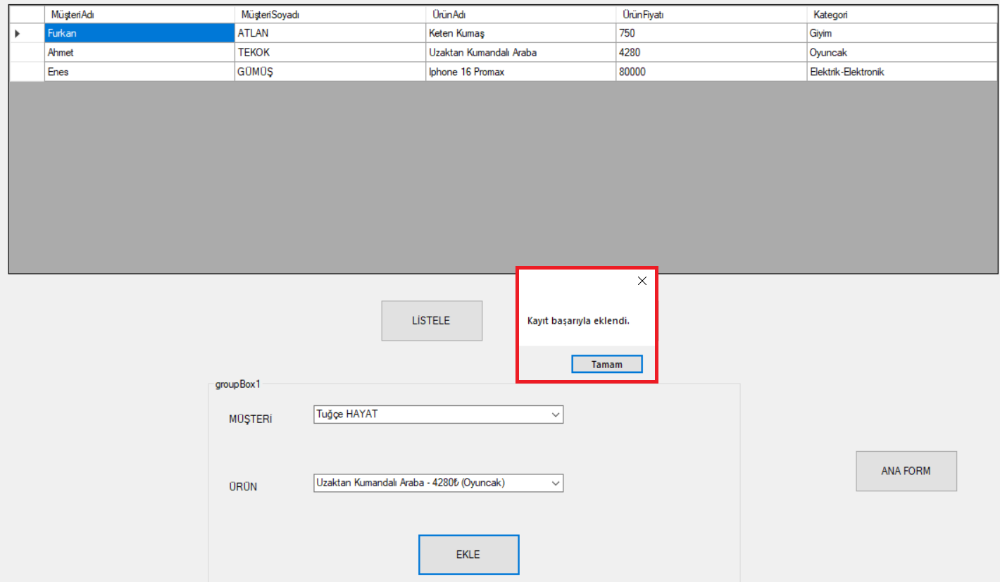 MüşteriAdı MüşteriSoyadı ÜrünAdı ÜrünFiyatı Kategori
Furkan ATLAN Keten Kumaş 750 Giyim
Ahmet TEKOK Uzaktan Kumandalı Araba 4280 Oyuncak
Enes GÜMÜŞ Iphone 16 Promax 80000 Elektrik-Elektronik
LİSTELE
Kayıt başarıyla eklendi.
Tamam
groupBox1
MÜŞTERİ Tuğçe HAYAT
ÜRÜN Uzaktan Kumandalı Araba - 4280₺ (Oyuncak)
ANA FORM
EKLE